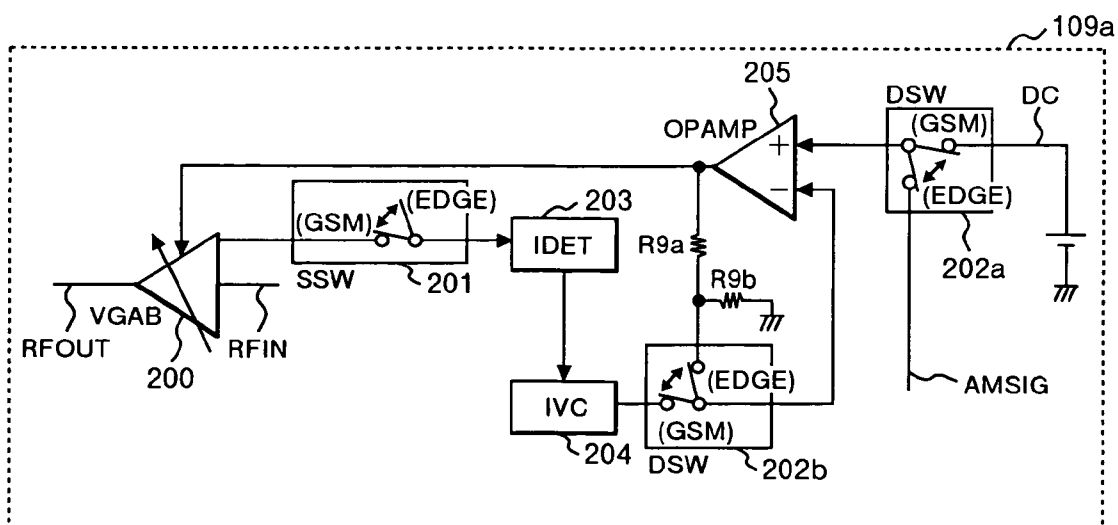 109a
205
DSW
DC
OPAMP
(GSM)
+
−
(EDGE)
(EDGE)
203
(GSM)
IDET
R9a
202a
SSW
201
R9b
VGAB
RFOUT
RFIN
200
(EDGE)
AMSIG
IVC
(GSM)
204
DSW
202b